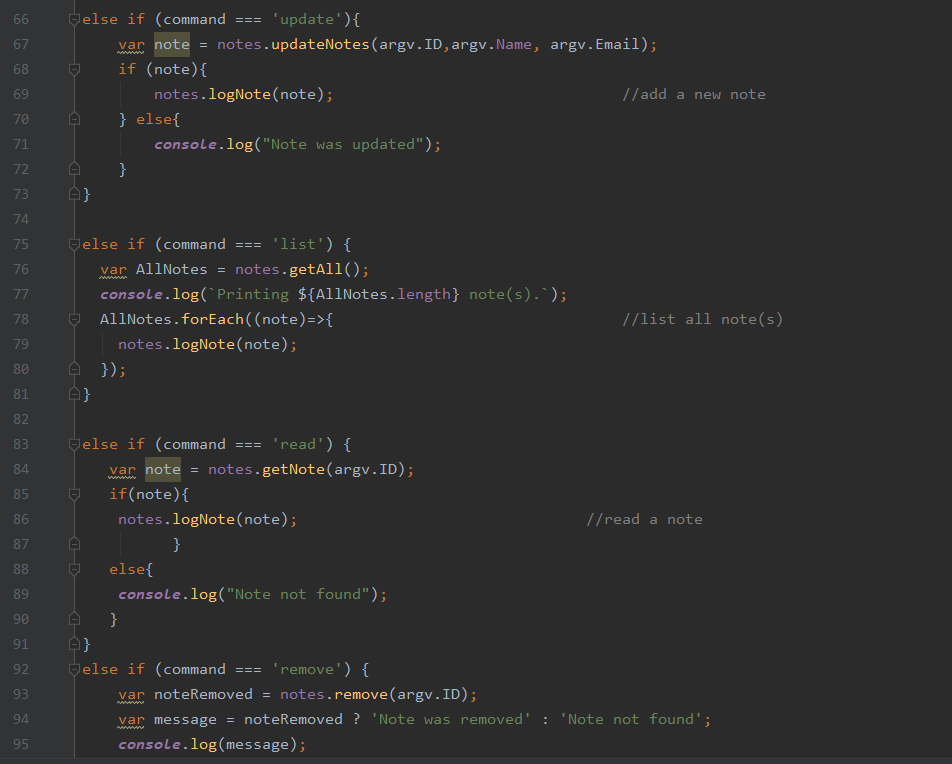 66 else if (command === 'update'){
67 var note = notes.updateNotes(argv.ID,argv.Name, argv.Email);
68 if (note){
69 notes.logNote(note); //add a new note
70 } else{
71 console.log("Note was updated");
72 }
73 }
74
75 else if (command === 'list') {
76 var AllNotes = notes.getAll();
77 console.log(`Printing ${AllNotes.length} note(s).`);
78 AllNotes.forEach((note)=>{ //list all note(s)
79 notes.logNote(note);
80 });
81 }
82
83 else if (command === 'read') {
84 var note = notes.getNote(argv.ID);
85 if(note){
86 notes.logNote(note); //read a note
87 }
88 else{
89 console.log("Note not found");
90 }
91 }
92 else if (command === 'remove') {
93 var noteRemoved = notes.remove(argv.ID);
94 var message = noteRemoved ? 'Note was removed' : 'Note not found';
95 console.log(message);